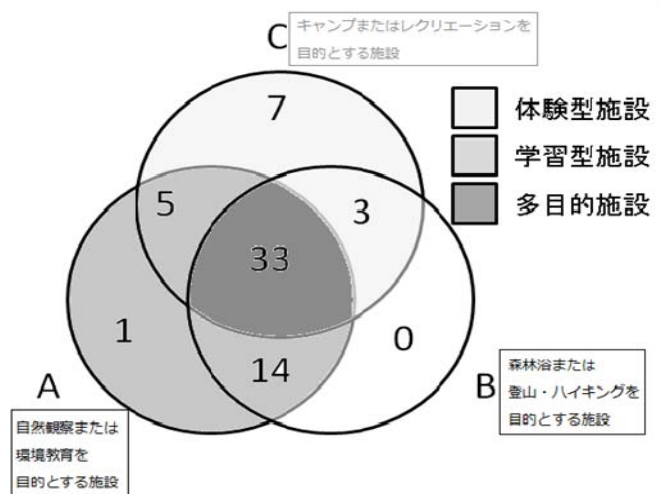 C
キャンプまたはレクリエーションを
目的とする施設
7
体験型施設
学習型施設
多目的施設
5
3
33
1
14
0
A
自然観察または
環境教育を
目的とする施設
B
森林浴または
登山・ハイキングを
目的とする施設